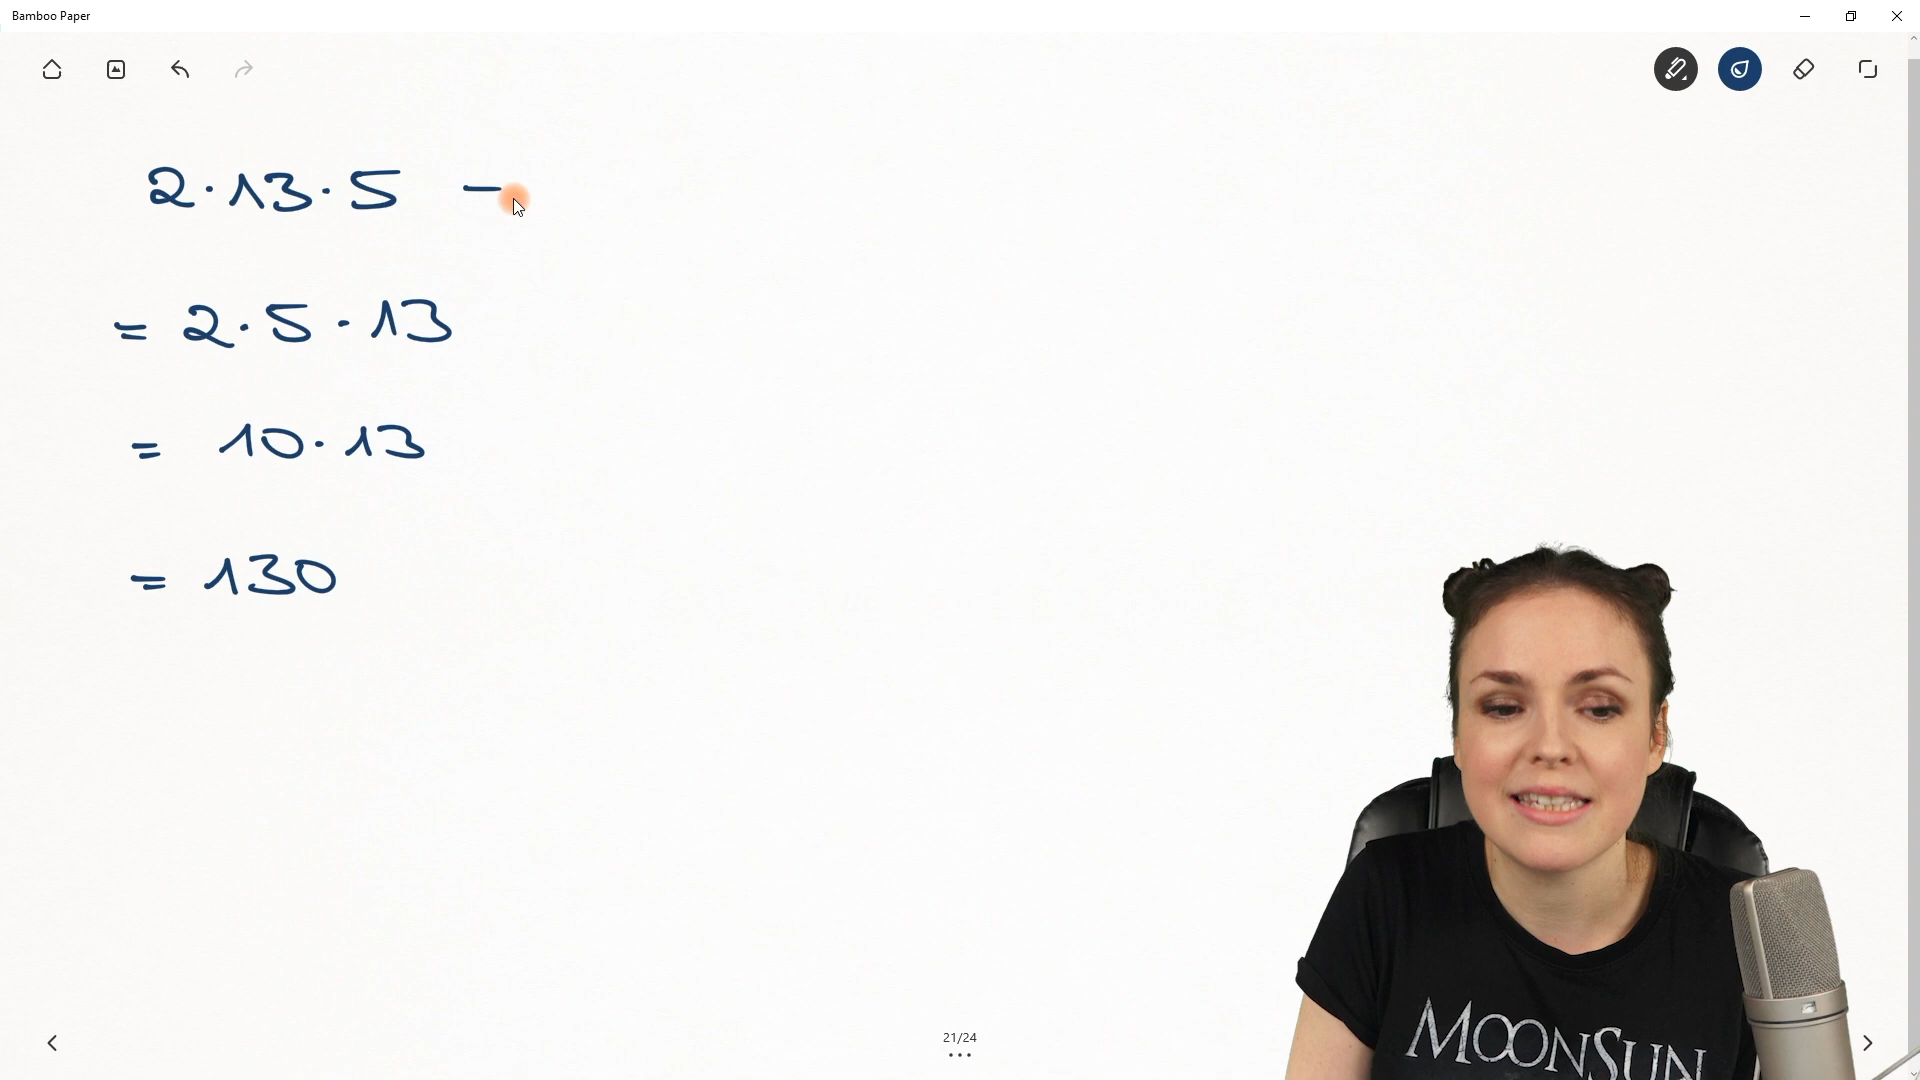 Bamboo Paper
2·13·5 –
= 2·5·13
= 10·13
= 130
21/24
MOONSUN